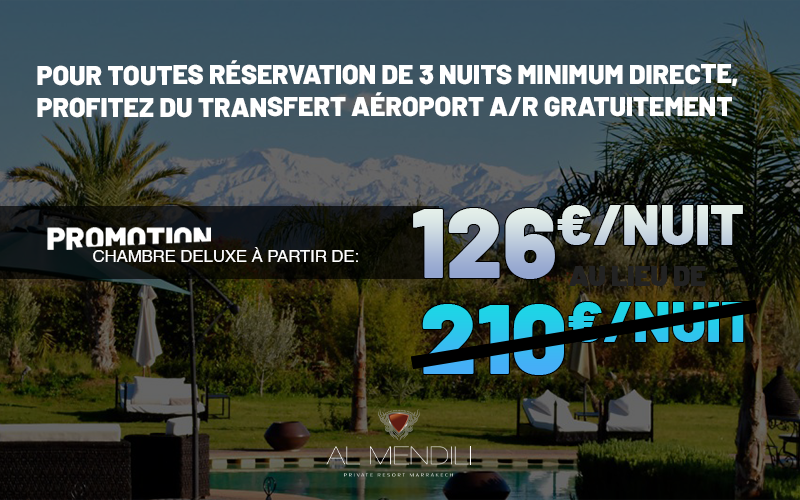 POUR TOUTES RÉSERVATION DE 3 NUITS MINIMUM DIRECTE,
PROFITEZ DU TRANSFERT AÉROPORT A/R GRATUITEMENT
PROMOTION
CHAMBRE DELUXE À PARTIR DE:
126€/NUIT
AU LIEU DE
210€/NUIT
AL MENDILI
PRIVATE RESORT MARRAKECH